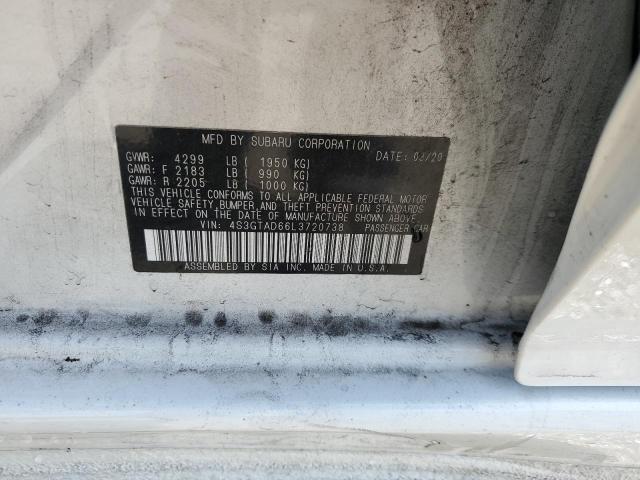 MFD BY SUBARU CORPORATION
GVWR: 4299 LB ( 1950 KG) DATE: 02/20
GAWR: F 2183 LB ( 990 KG)
GAWR: R 2205 LB ( 1000 KG)
THIS VEHICLE CONFORMS TO ALL APPLICABLE FEDERAL MOTOR
VEHICLE SAFETY, BUMPER, AND THEFT PREVENTION STANDARDS
IN EFFECT ON THE DATE OF MANUFACTURE SHOWN ABOVE.
VIN: 4S3GTAD66L3720738 PASSENGER CAR
ASSEMBLED BY SIA INC. MADE IN U.S.A.